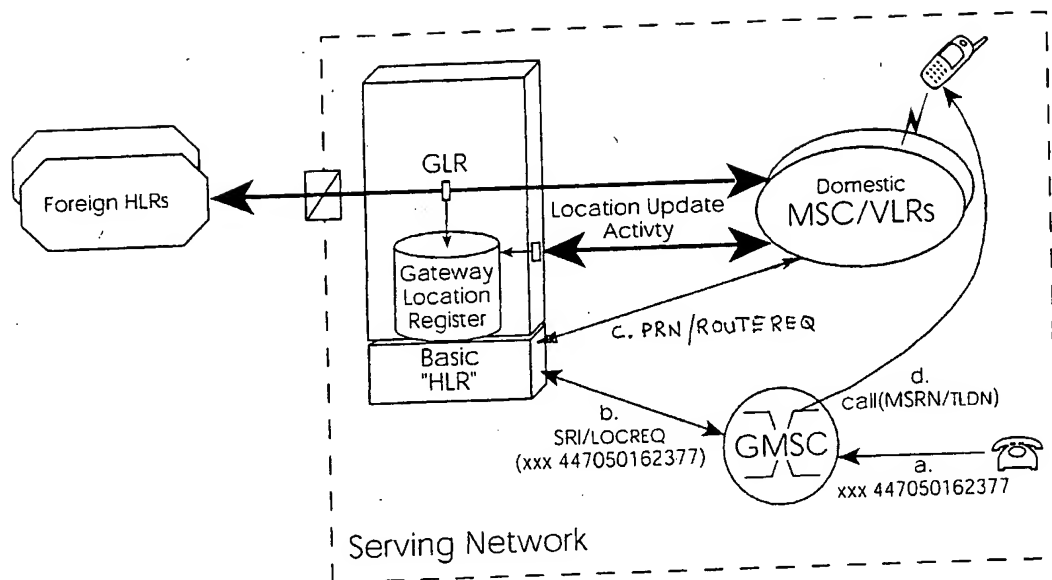 GLR
Foreign HLRs
Domestic
MSC/VLRs
Location Update
Activty
Gateway
Location
Register
c. PRN/ROUTEREQ
Basic
"HLR"
d.
call(MSRN/TLDN)
b.
SRI/LOCREQ
(xxx 447050162377)
GMSC
a.
xxx 447050162377
Serving Network